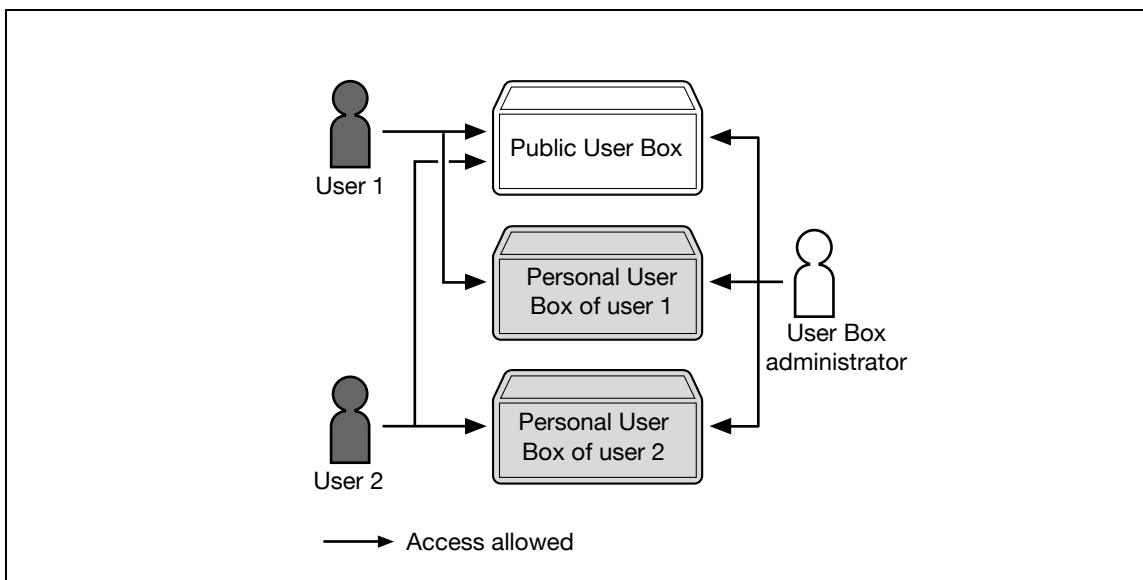 Public User Box
User 1
Personal User
Box of user 1
User Box
administrator
Personal User
Box of user 2
User 2
Access allowed